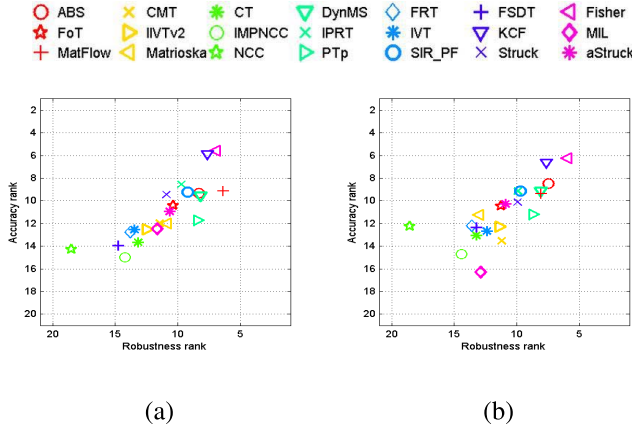 ABS CMT CT DynMS FRT FSDT Fisher
FoT IIVTv2 IMPNCC IPRT IVT KCF MIL
MatFlow Matrioska NCC PTp SIR_PF Struck aStruck
Accuracy rank
2
4
6
8
10
12
14
16
18
20
20 15 10 5
Robustness rank
(a)
Accuracy rank
2
4
6
8
10
12
14
16
18
20
20 15 10 5
Robustness rank
(b)